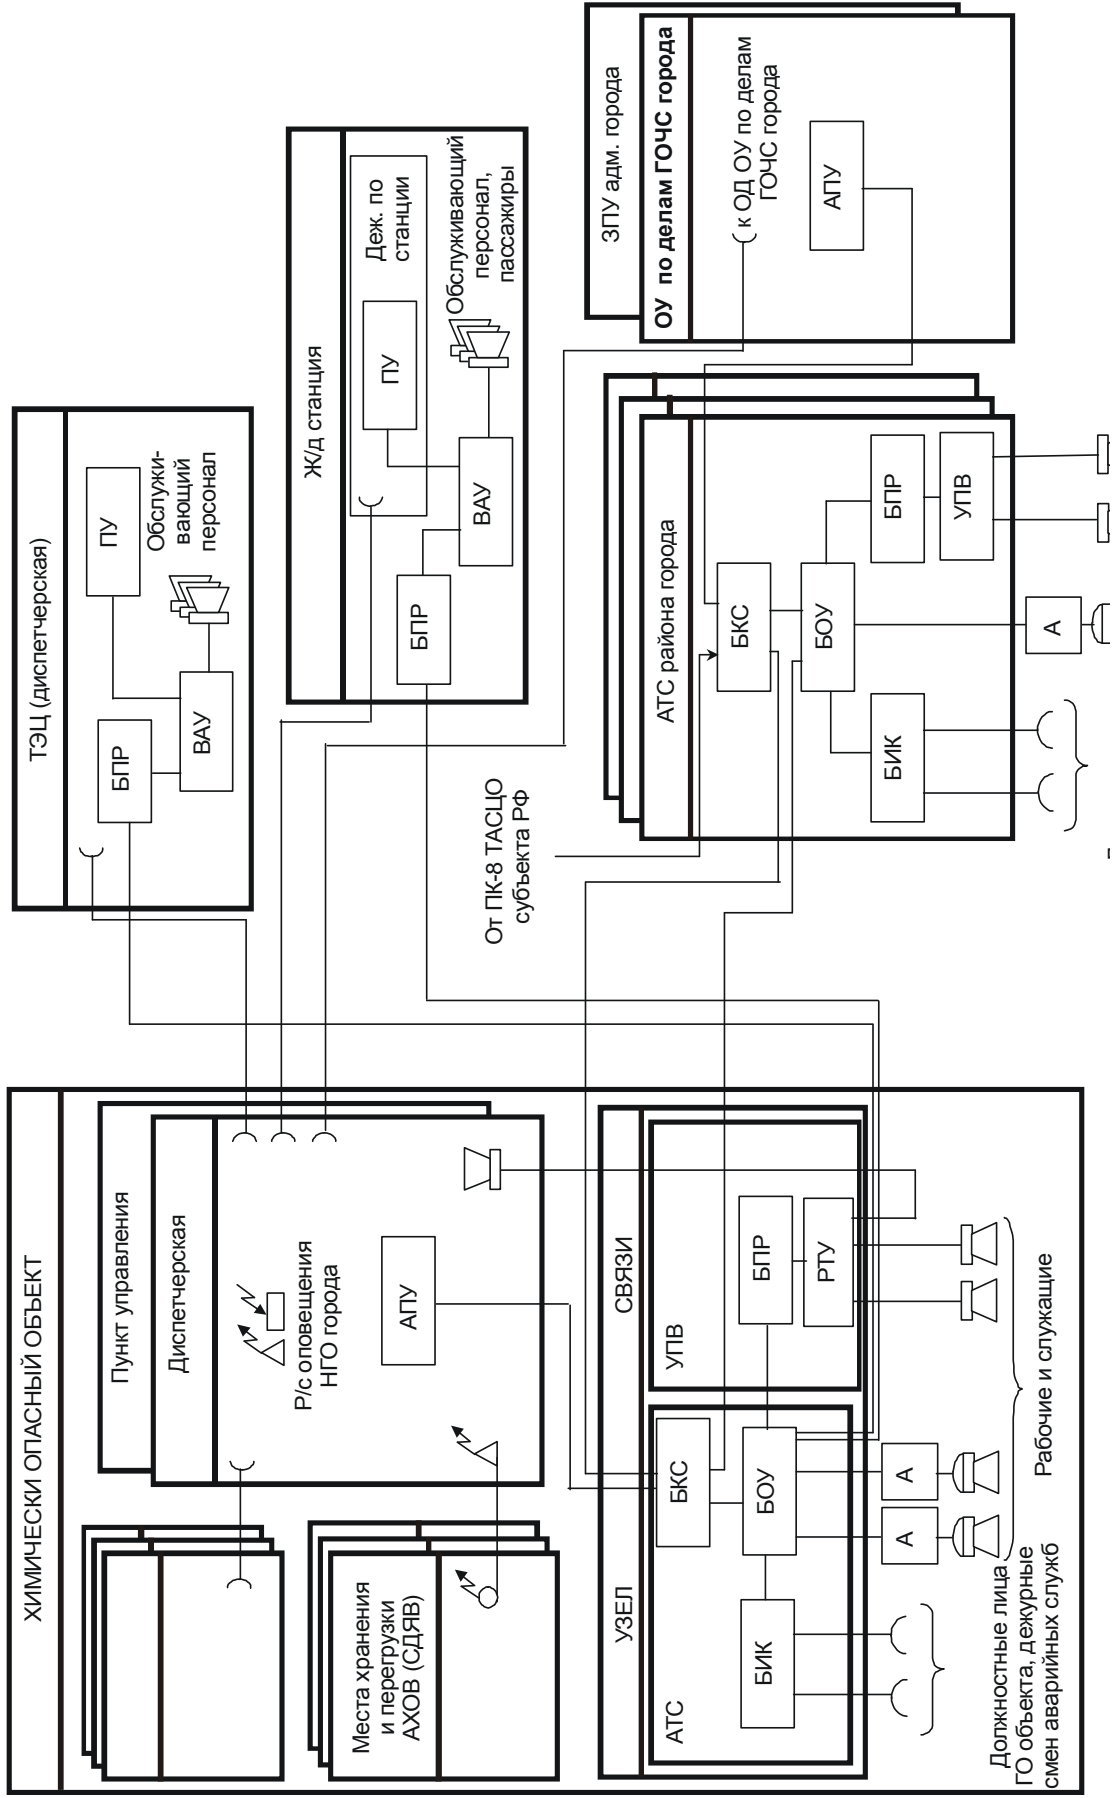 ХИМИЧЕСКИ ОПАСНЫЙ ОБЪЕКТ
Пункт управления
Диспетчерская
Р/с оповещения
НГО города
АПУ
Места хранения
и перегрузки
АХОВ (СДЯВ)
УЗЕЛ
СВЯЗИ
АТС
БКС
БОУ
БИК
УПВ
БПР
РТУ
А
А
Должностные лица
ГО объекта, дежурные
смен аварийных служб
Рабочие и служащие
ТЭЦ (диспетчерская)
БПР
ПУ
ВАУ
Обслужи-
вающий
персонал
Ж/д станция
Деж. по
станции
ПУ
БПР
ВАУ
Обслуживающий
персонал,
пассажиры
От ПК-8 ТАСЦО
субъекта РФ
АТС района города
БКС
БОУ
БИК
БПР
УПВ
А
ЗПУ адм. города
ОУ по делам ГОЧС города
к ОД ОУ по делам
ГОЧС города
АПУ